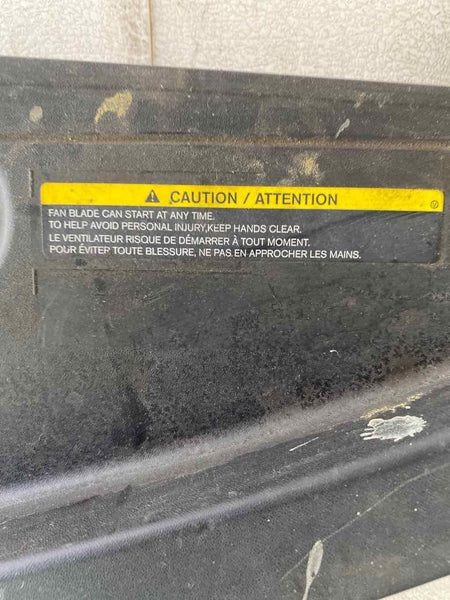 CAUTION / ATTENTION
FAN BLADE CAN START AT ANY TIME.
TO HELP AVOID PERSONAL INJURY,KEEP HANDS CLEAR.
LE VENTILATEUR RISQUE DE DÉMARRER À TOUT MOMENT.
POUR ÉVITER TOUTE BLESSURE, NE PAS EN APPROCHER LES MAINS.